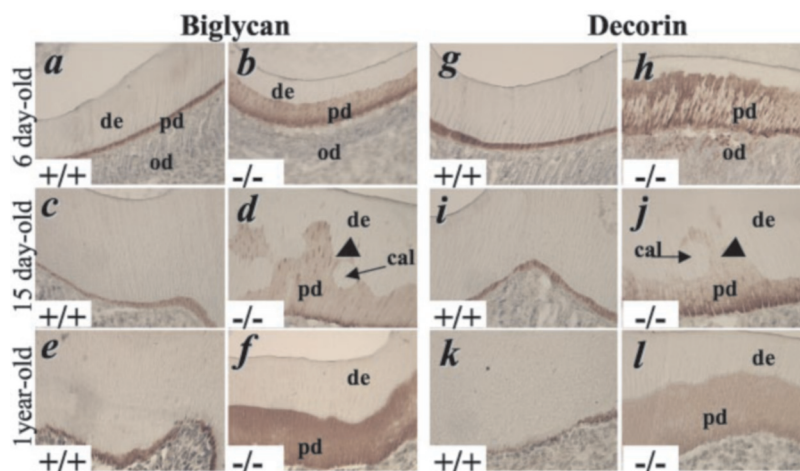 Biglycan Decorin
6 day-old
a b g h
de de
pd pd pd
od od od
+/+ -/- +/+ -/-
15 day-old
c d i j
de de
cal cal
pd pd
+/+ -/- +/+ -/-
1year-old
e f k l
de de
pd pd
+/+ -/- +/+ -/-